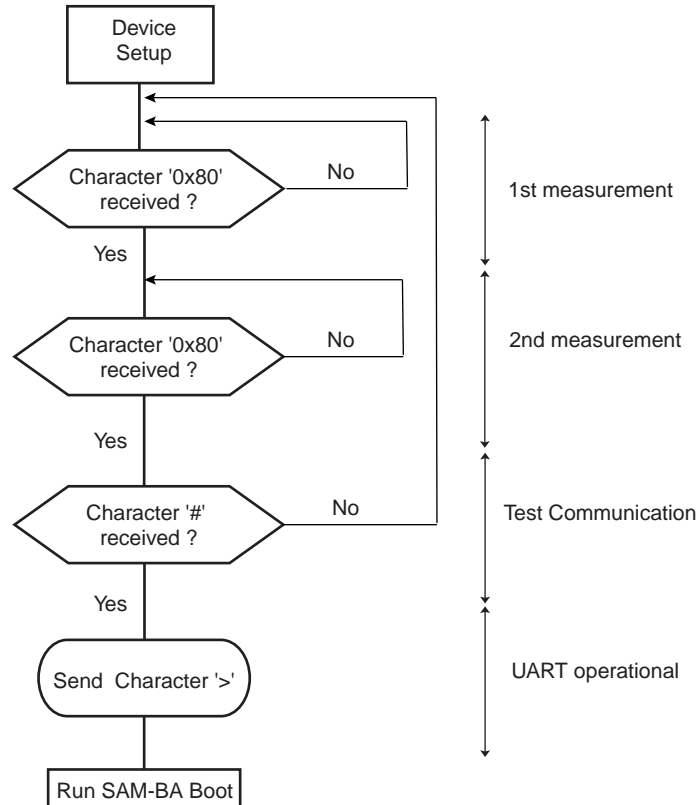 Device
Setup
Character '0x80'
received ?
No
1st measurement
Yes
Character '0x80'
received ?
No
2nd measurement
Yes
Character '#'
received ?
No
Test Communication
Yes
Send  Character '>'
UART operational
Run SAM-BA Boot